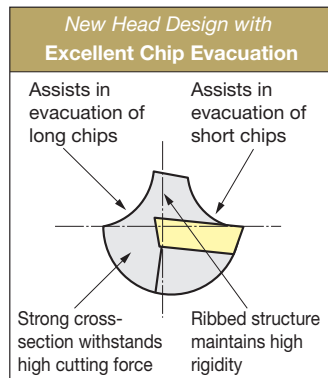 New Head Design with
Excellent Chip Evacuation
Assists in
evacuation of
long chips
Assists in
evacuation of
short chips
Strong cross-
section withstands
high cutting force
Ribbed structure
maintains high
rigidity